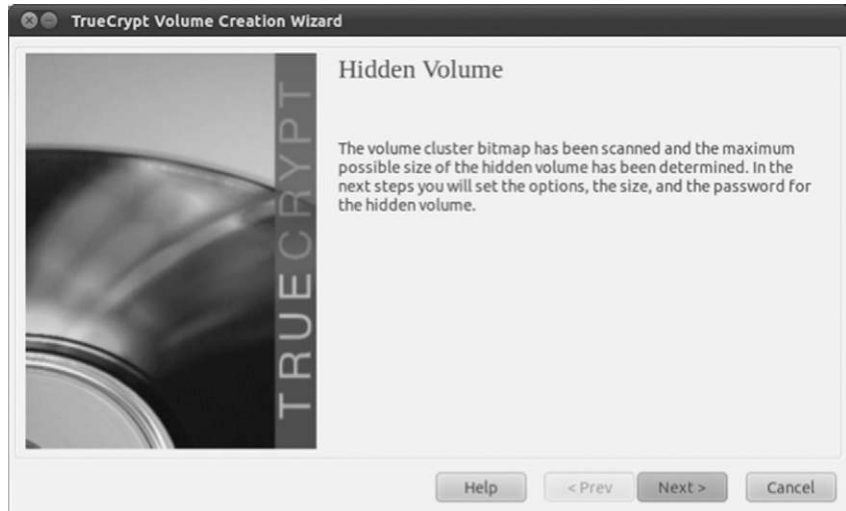 TrueCrypt Volume Creation Wizard
TRUECRYPT
Hidden Volume
The volume cluster bitmap has been scanned and the maximum
possible size of the hidden volume has been determined. In the
next steps you will set the options, the size, and the password for
the hidden volume.
Help
< Prev
Next >
Cancel